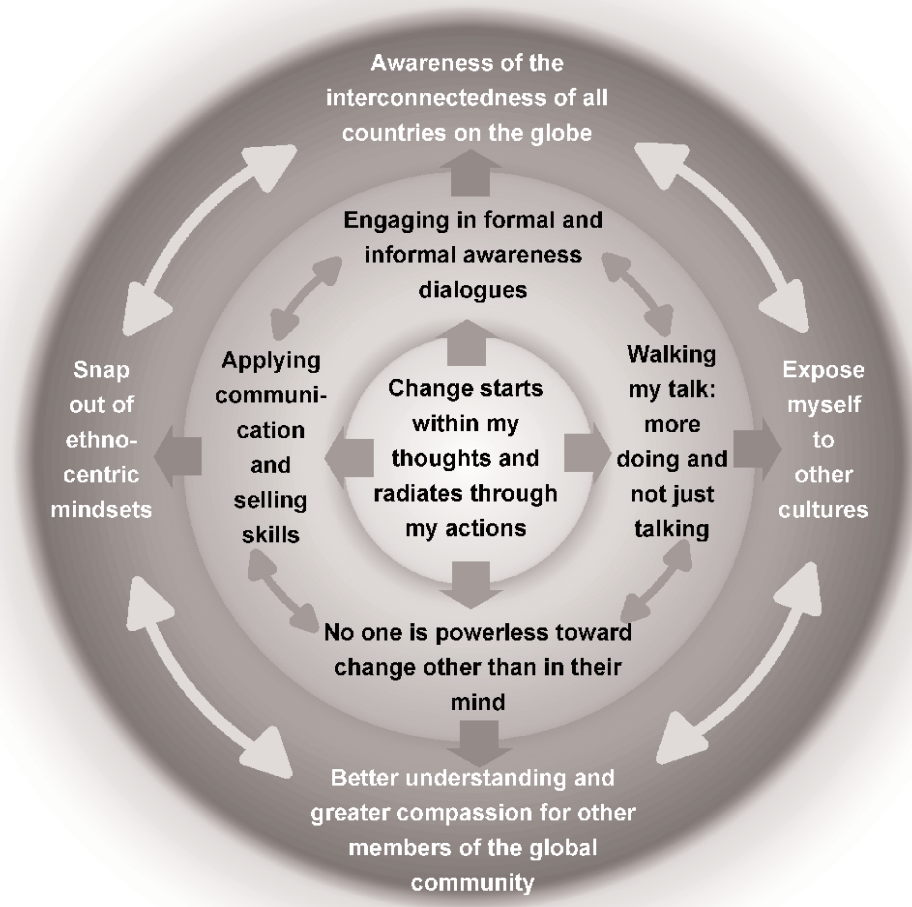 Awareness of the
interconnectedness of all
countries on the globe
Engaging in formal and
informal awareness
dialogues
Snap
out of
ethno-
centric
mindsets
Applying
communi-
cation
and
selling
skills
Change starts
within my
thoughts and
radiates through
my actions
Walking
my talk:
more
doing and
not just
talking
Expose
myself
to
other
cultures
No one is powerless toward
change other than in their
mind
Better understanding and
greater compassion for other
members of the global
community